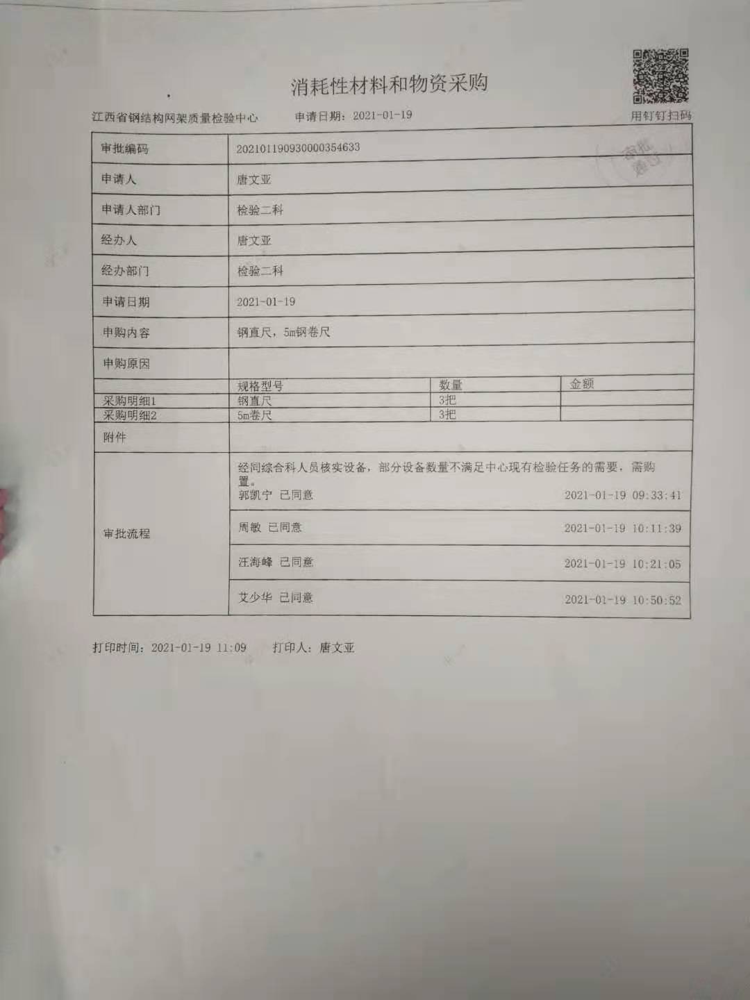 消耗性材料和物资采购
江西省钢结构网架质量检验中心 申请日期：2021-01-19 用钉钉扫码
审批编码 202101190930000354633
申请人 唐文亚
申请人部门 检验二科
经办人 唐文亚
经办部门 检验二科
申请日期 2021-01-19
申购内容 钢直尺，5m钢卷尺
申购原因
规格型号 数量 金额
采购明细1 钢直尺 3把
采购明细2 5m卷尺 3把
附件
经同综合科人员核实设备，部分设备数量不满足中心现有检验任务的需要，需购
置。
郭凯宁 已同意 2021-01-19 09:33:41
审批流程
周敏 已同意 2021-01-19 10:11:39
汪海峰 已同意 2021-01-19 10:21:05
艾少华 已同意 2021-01-19 10:50:52
打印时间：2021-01-19 11:09 打印人：唐文亚